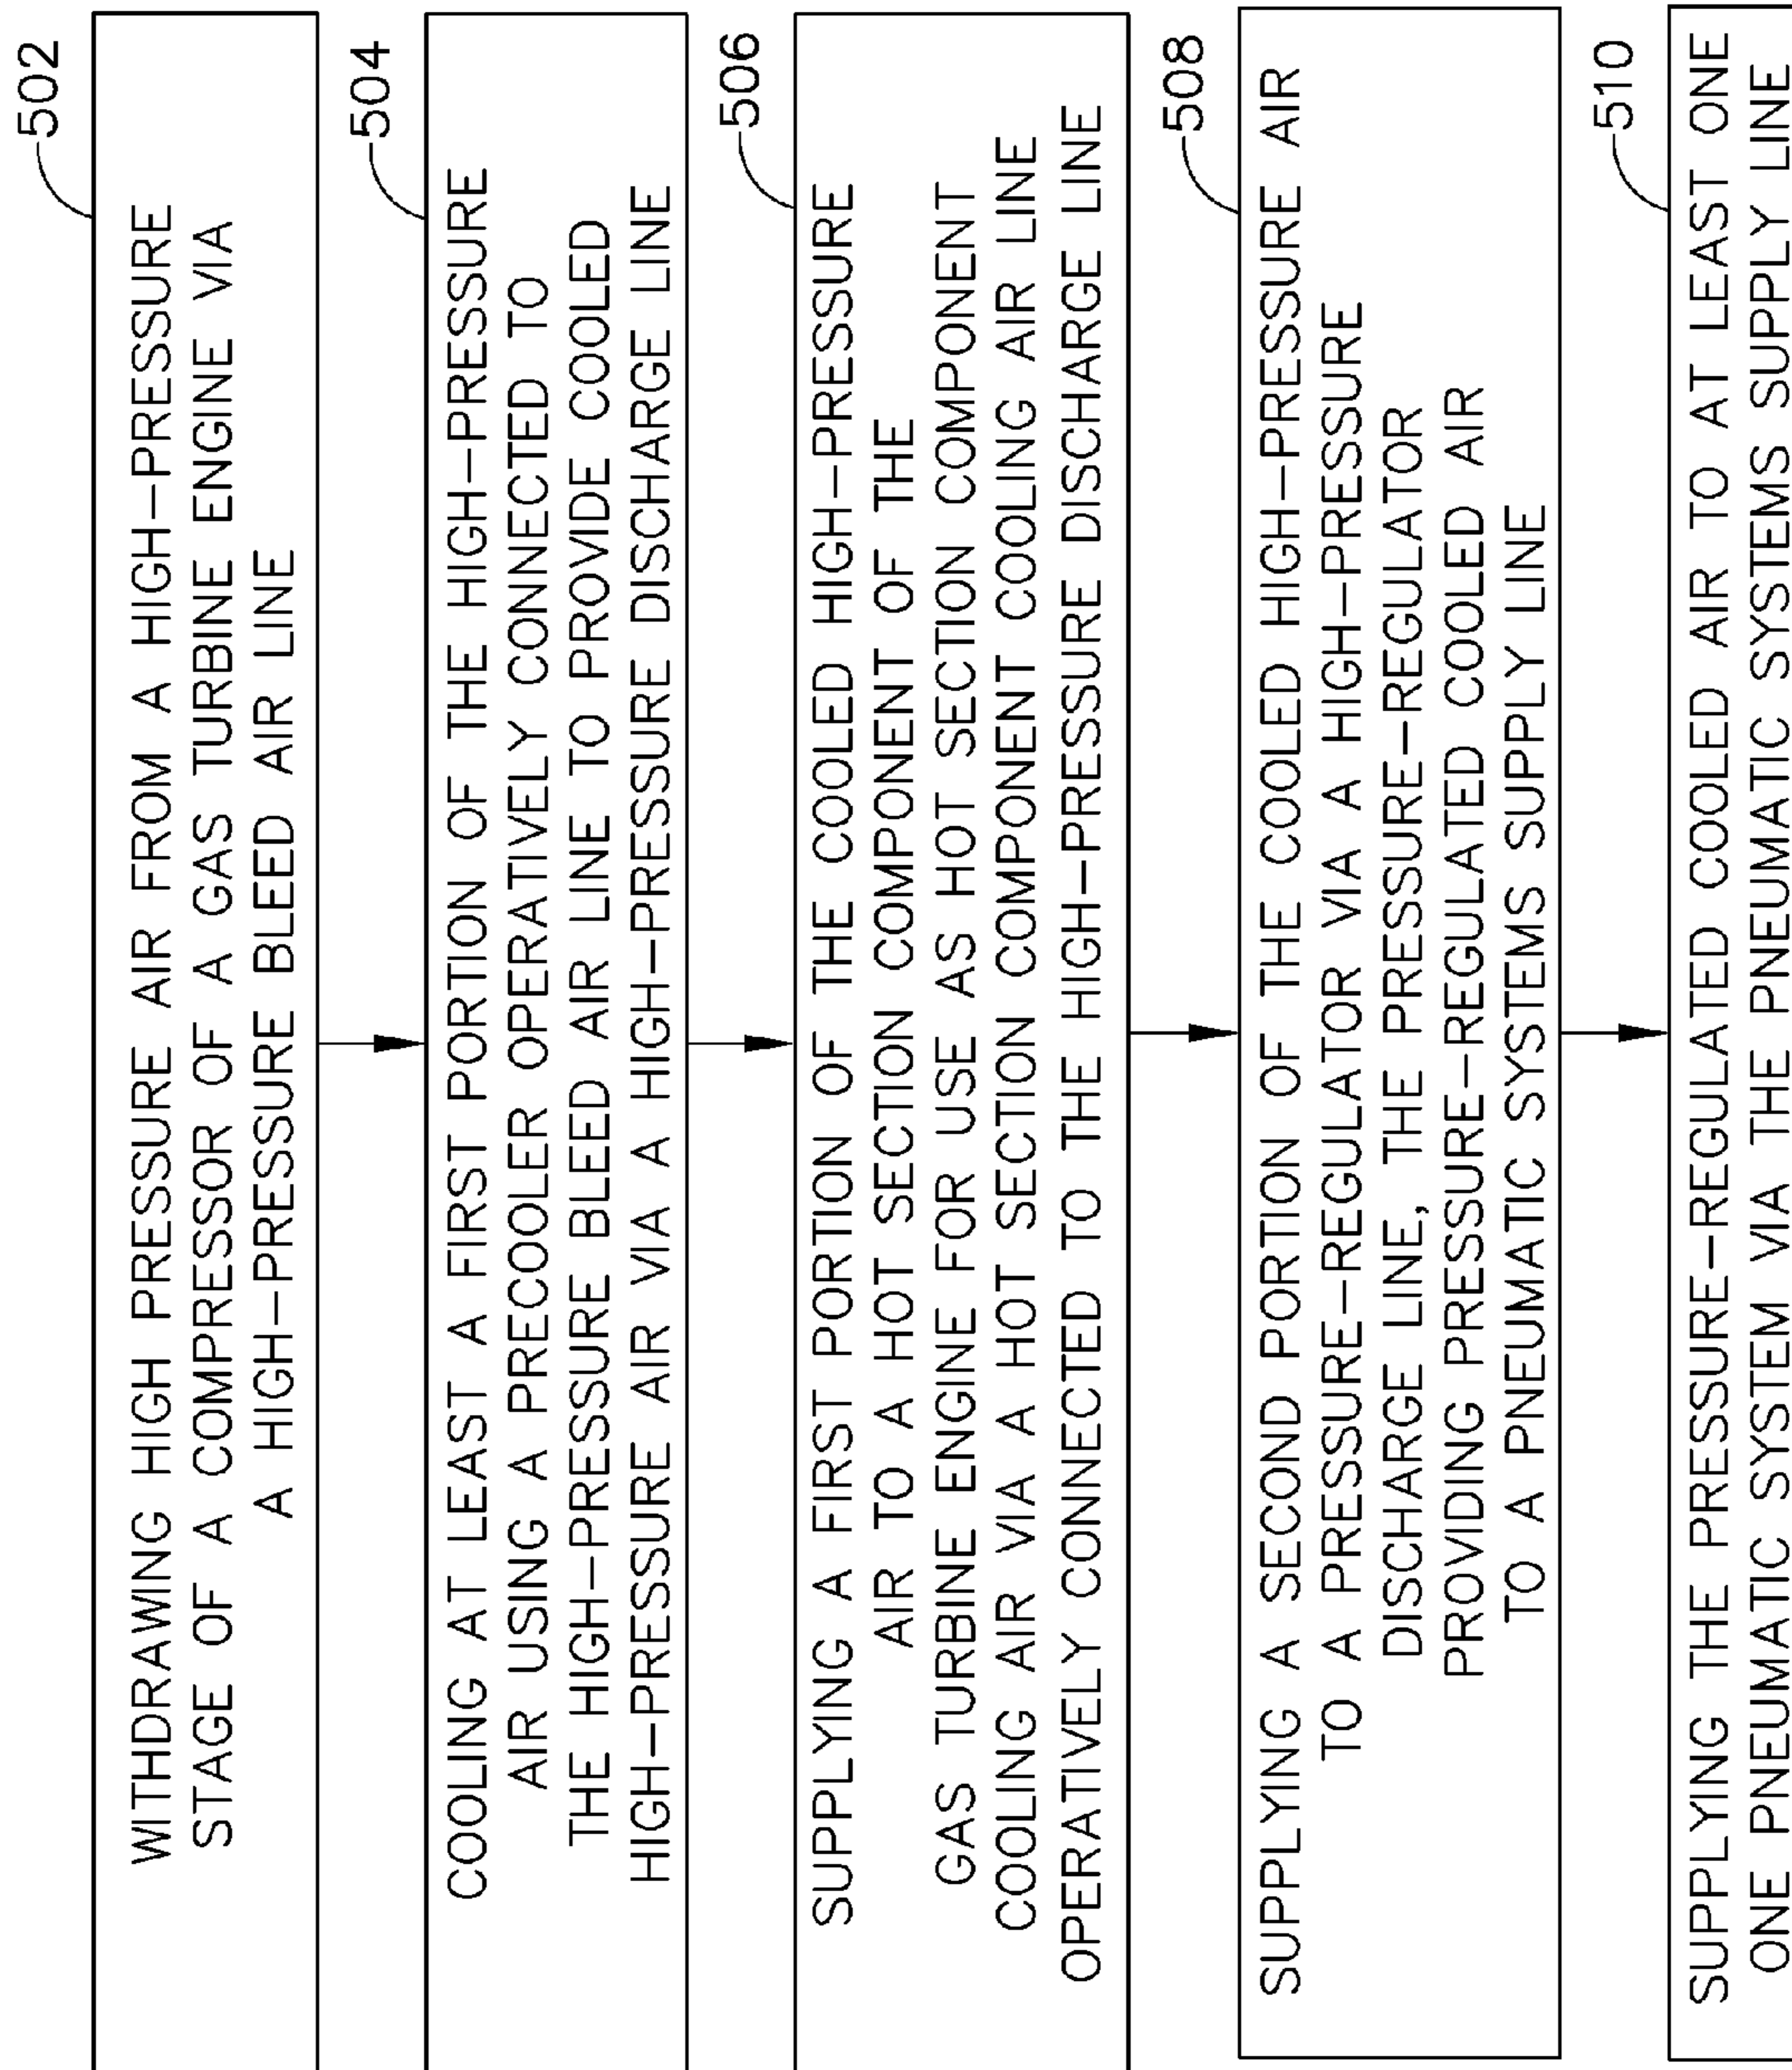 502
WITHDRAWING HIGH PRESSURE AIR FROM A HIGH-PRESSURE
STAGE OF A COMPRESSOR OF A GAS TURBINE ENGINE VIA
A HIGH-PRESSURE BLEED AIR LINE
504
COOLING AT LEAST A FIRST PORTION OF THE HIGH-PRESSURE
AIR USING A PRECOOLER OPERATIVELY CONNECTED TO
THE HIGH-PRESSURE BLEED AIR LINE TO PROVIDE COOLED
HIGH-PRESSURE AIR VIA A HIGH-PRESSURE DISCHARGE LINE
506
SUPPLYING A FIRST PORTION OF THE COOLED HIGH-PRESSURE
AIR TO A HOT SECTION COMPONENT OF THE
GAS TURBINE ENGINE FOR USE AS HOT SECTION COMPONENT
COOLING AIR VIA A HOT SECTION COMPONENT COOLING AIR LINE
OPERATIVELY CONNECTED TO THE HIGH-PRESSURE DISCHARGE LINE
508
SUPPLYING A SECOND PORTION OF THE COOLED HIGH-PRESSURE AIR
TO A PRESSURE-REGULATOR VIA A HIGH-PRESSURE
DISCHARGE LINE, THE PRESSURE-REGULATOR
PROVIDING PRESSURE-REGULATED COOLED AIR
TO A PNEUMATIC SYSTEMS SUPPLY LINE
510
SUPPLYING THE PRESSURE-REGULATED COOLED AIR TO AT LEAST ONE
ONE PNEUMATIC SYSTEM VIA THE PNEUMATIC SYSTEMS SUPPLY LINE